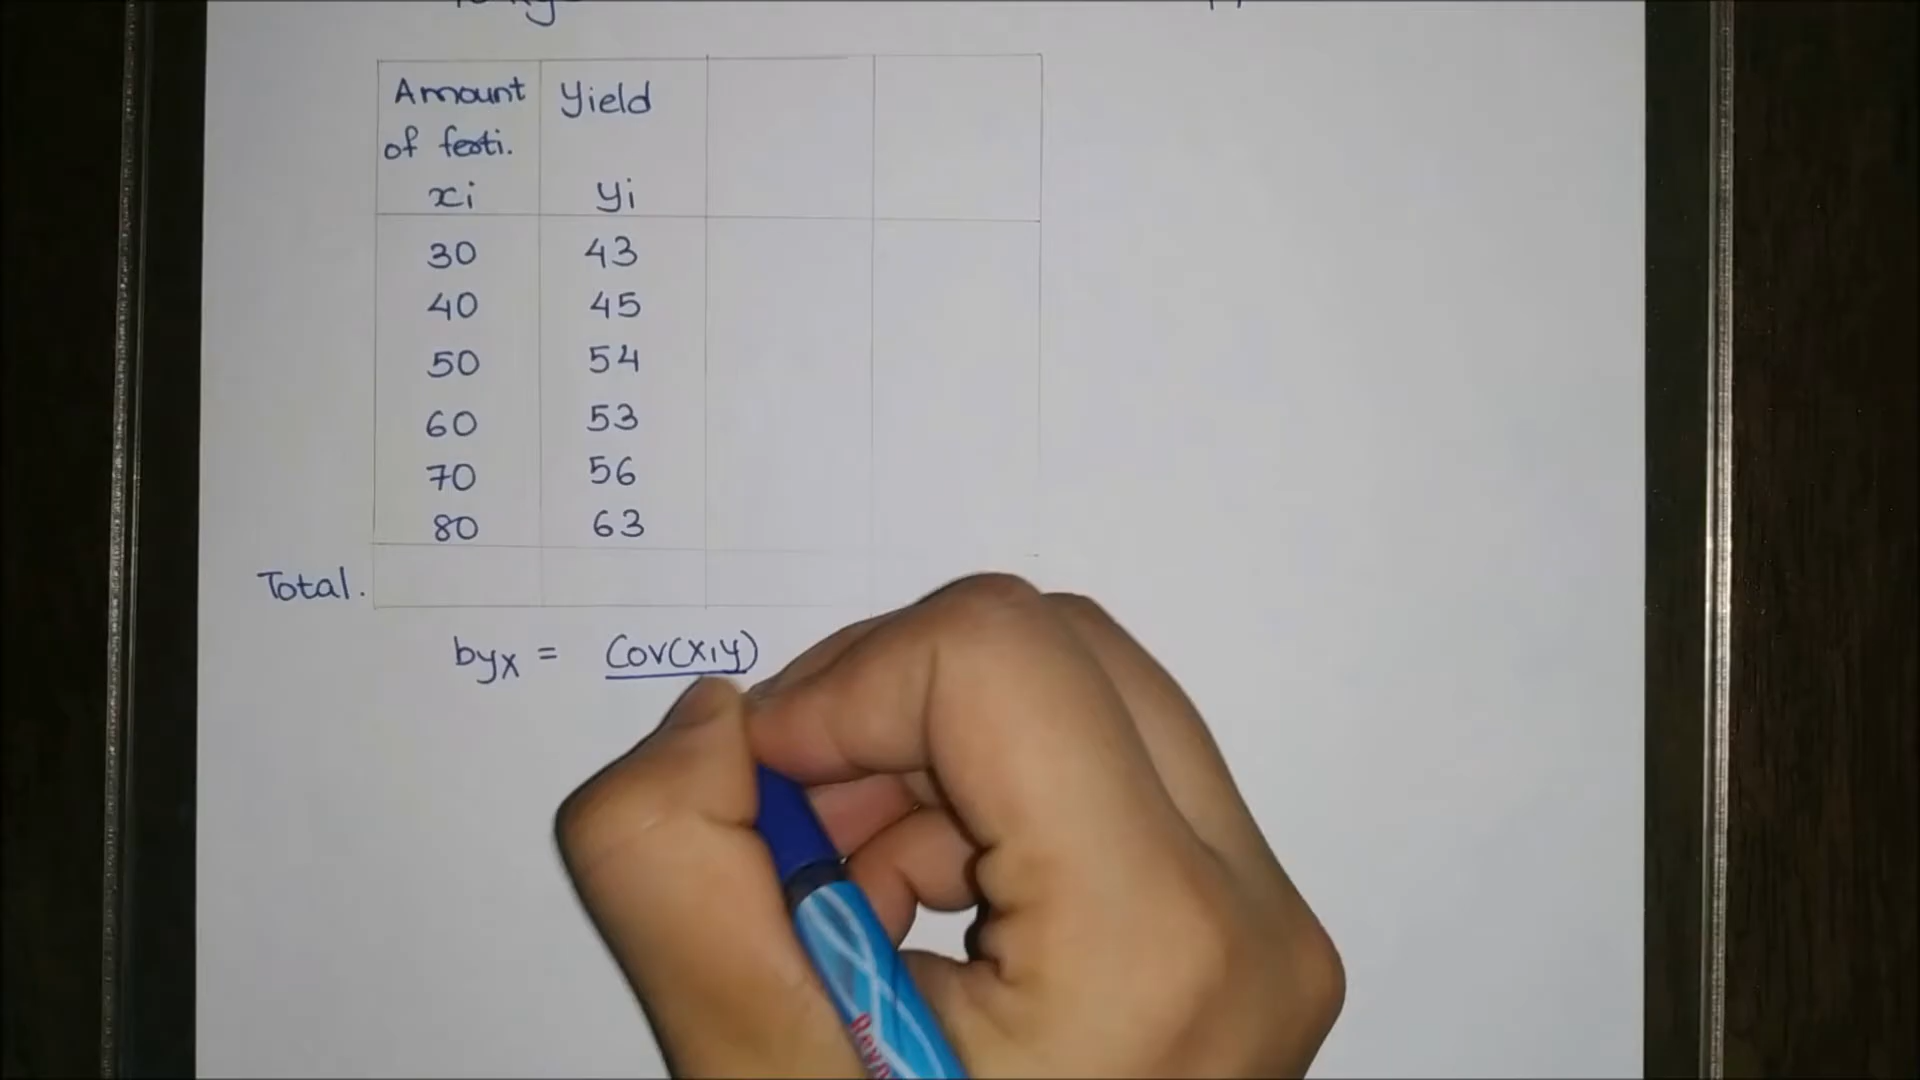 Amount Yield
of ferti.
xi yi
30 43
40 45
50 54
60 53
70 56
80 63
Total.
byx = Cov(x,y)